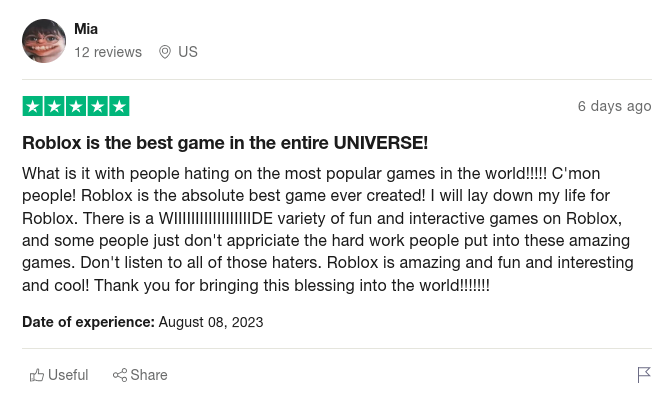 Mia
12 reviews US
6 days ago
Roblox is the best game in the entire UNIVERSE!
What is it with people hating on the most popular games in the world!!!!! C'mon
people! Roblox is the absolute best game ever created! I will lay down my life for
Roblox. There is a WIIIIIIIIIIIIIIIIIIDE variety of fun and interactive games on Roblox,
and some people just don't appriciate the hard work people put into these amazing
games. Don't listen to all of those haters. Roblox is amazing and fun and interesting
and cool! Thank you for bringing this blessing into the world!!!!!!!
Date of experience: August 08, 2023
Useful Share